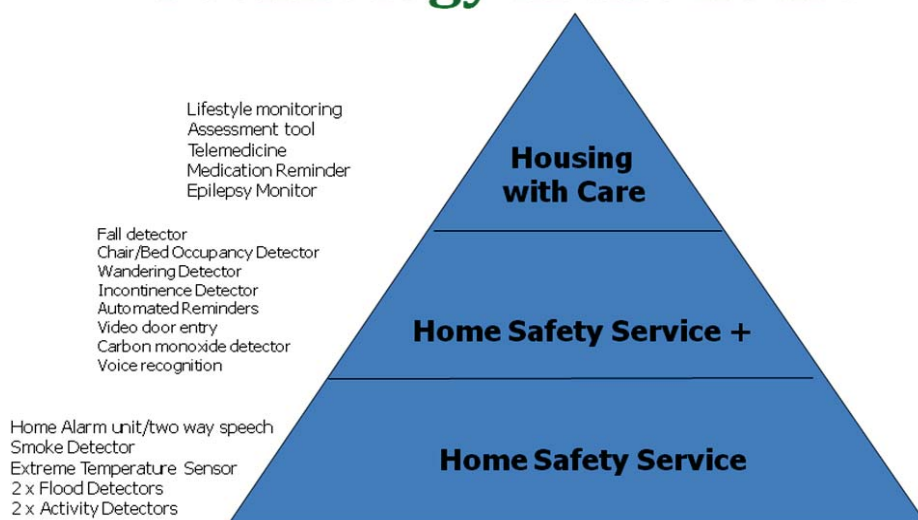 Lifestyle monitoring
Assessment tool
Telemedicine
Medication Reminder
Epilepsy Monitor
Housing
with Care
Fall detector
Chair/Bed Occupancy Detector
Wandering Detector
Incontinence Detector
Automated Reminders
Video door entry
Carbon monoxide detector
Voice recognition
Home Safety Service +
Home Alarm unit/two way speech
Smoke Detector
Extreme Temperature Sensor
2 x Flood Detectors
2 x Activity Detectors
Home Safety Service